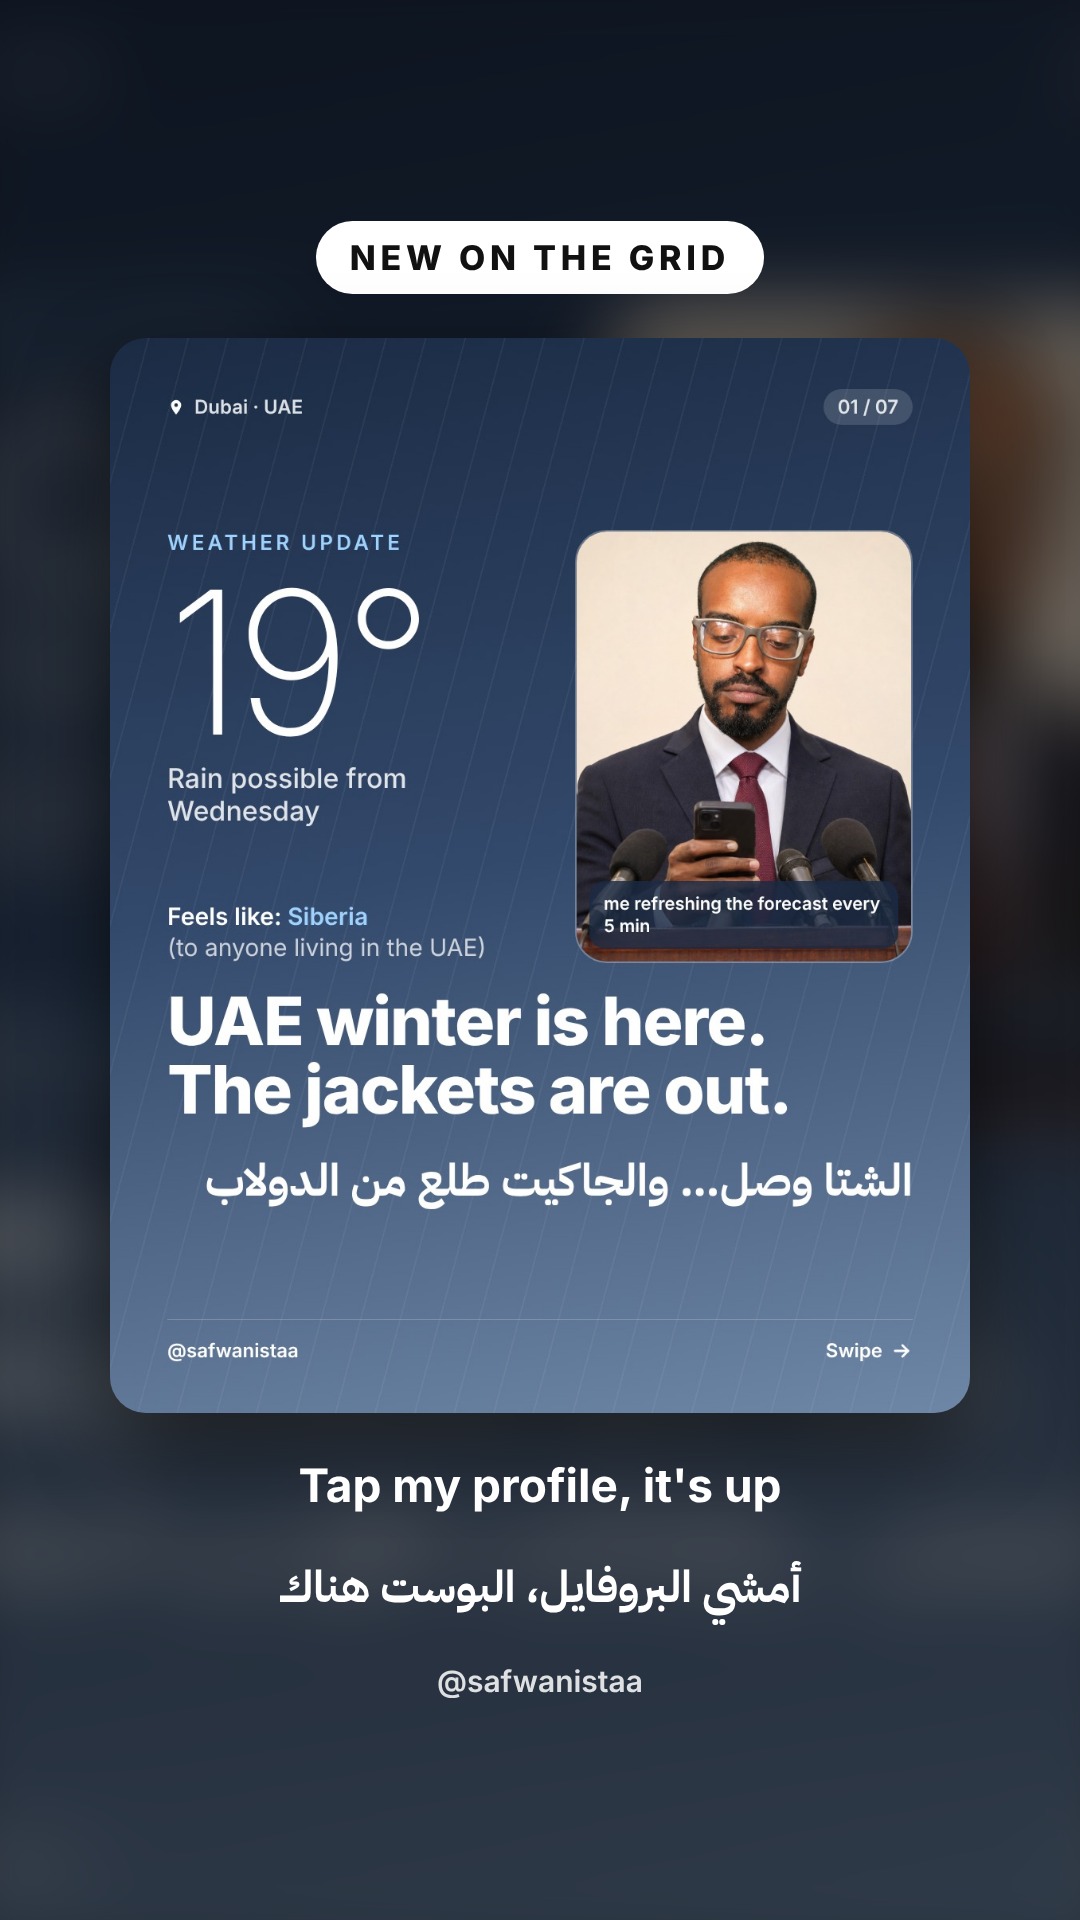 NEW ON THE GRID
Dubai · UAE
01 / 07
WEATHER UPDATE
19°
Rain possible from
Wednesday
Feels like: Siberia
(to anyone living in the UAE)
me refreshing the forecast every
5 min
UAE winter is here.
The jackets are out.
الشتا وصل... والجاكيت طلع من الدولاب
@safwanistaa
Swipe →
Tap my profile, it's up
أمشي البروفايل، البوست هناك
@safwanistaa